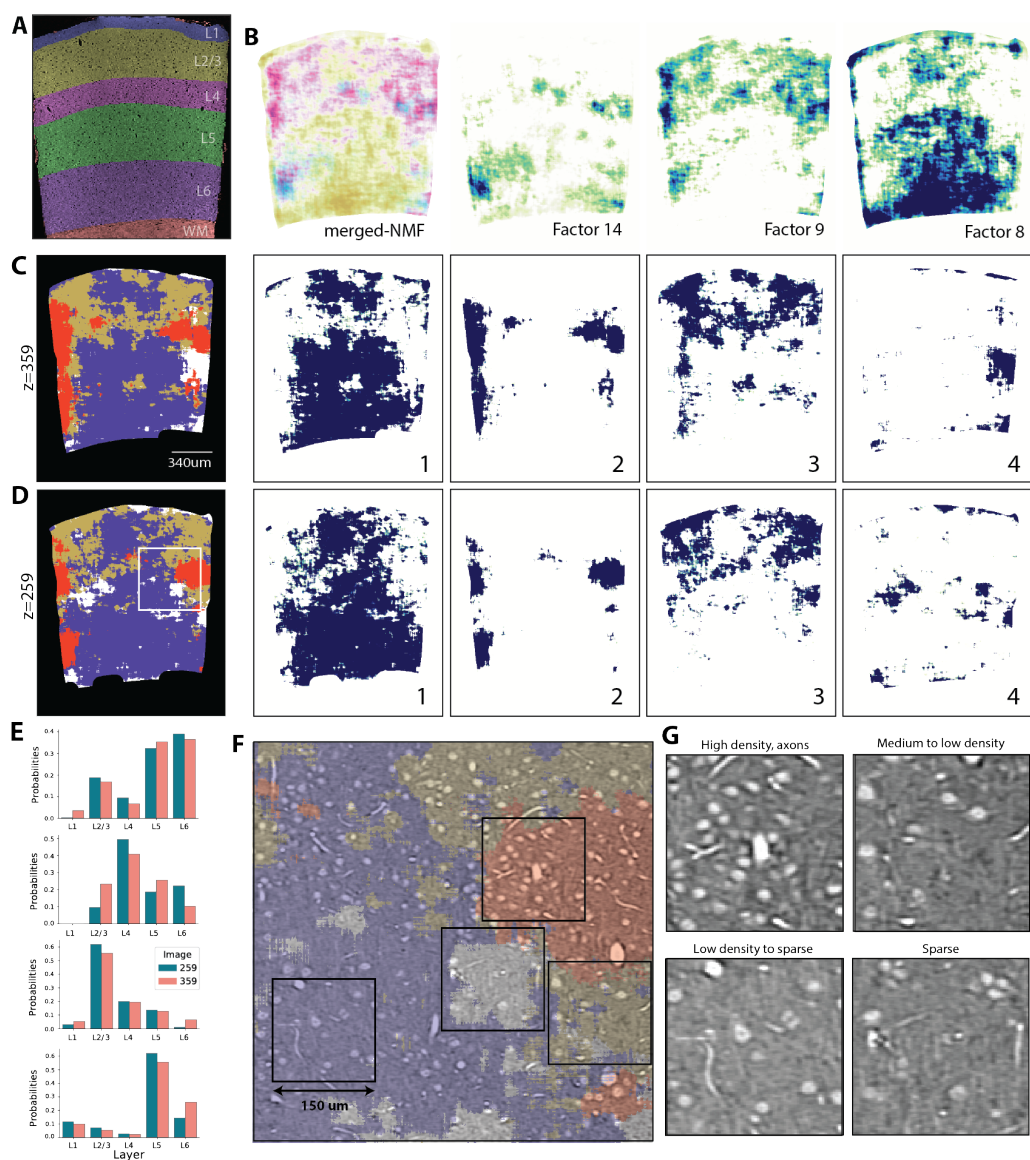 A
L1
L2/3
L4
L5
L6
WM
B
merged-NMF
Factor 14
Factor 9
Factor 8
C
z=359
340um
1
2
3
4
D
z=259
1
2
3
4
E
Probabilities
0.4
0.3
0.2
0.1
0.0
L1 L2/3 L4 L5 L6
Probabilities
0.5
0.4
0.3
0.2
0.1
0.0
L1 L2/3 L4 L5 L6
Probabilities
0.6
0.4
0.2
0.0
Image
259
359
L1 L2/3 L4 L5 L6
Probabilities
0.6
0.5
0.4
0.3
0.2
0.1
0.0
L1 L2/3 L4 L5 L6
Layer
F
150 um
G
High density, axons
Medium to low density
Low density to sparse
Sparse